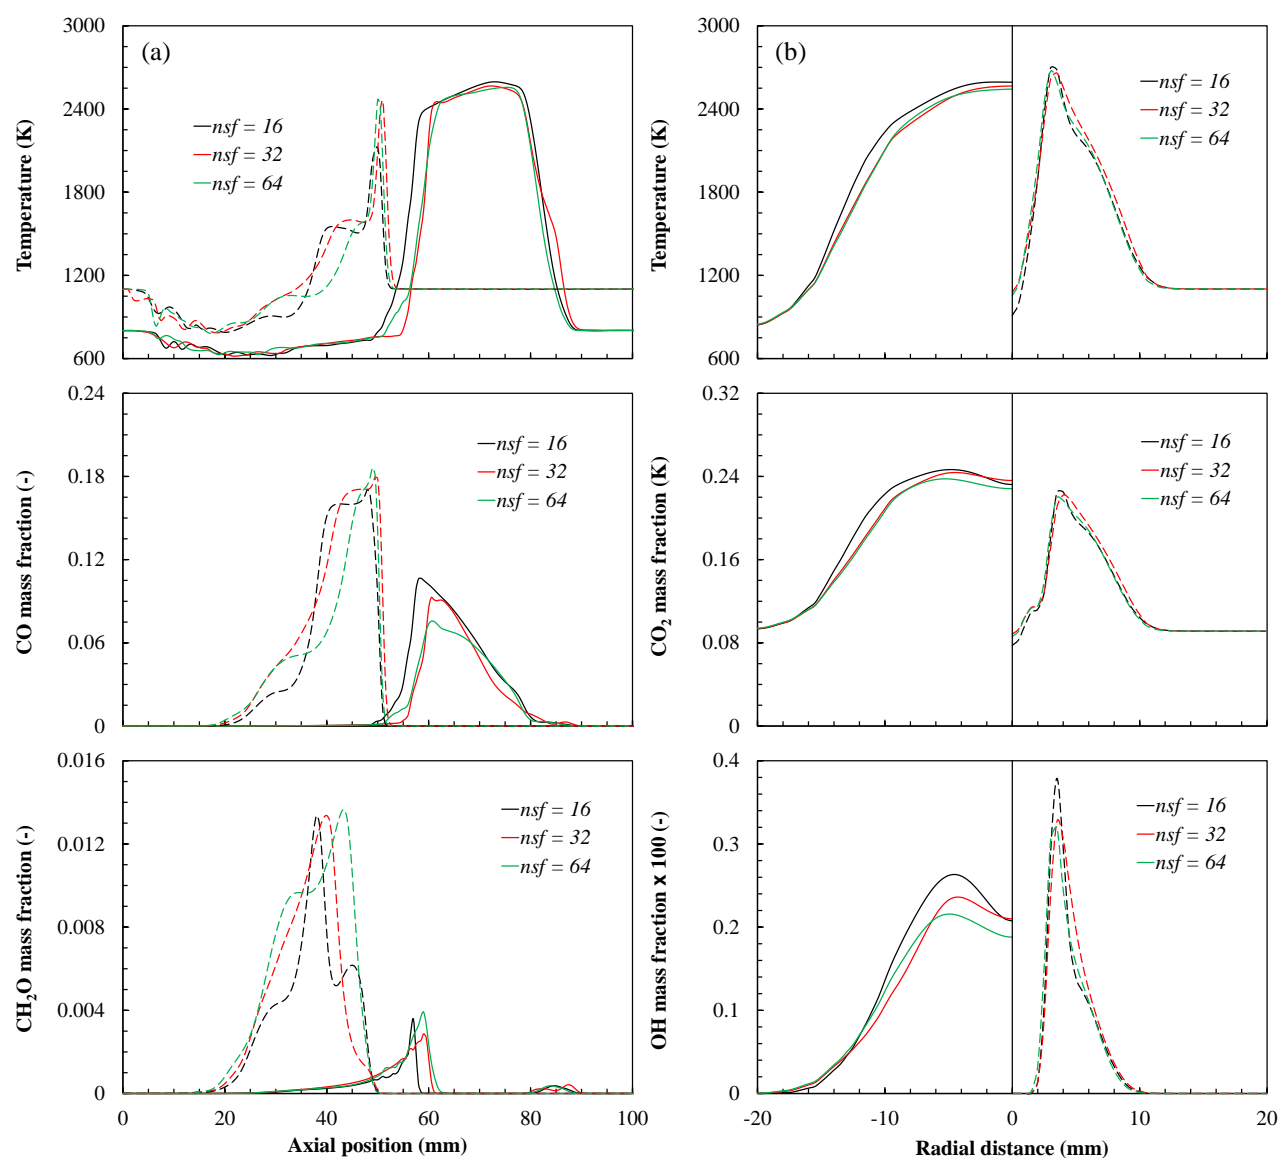 (a)
3000
2400
1800
1200
600
Temperature (K)
nsf = 16
nsf = 32
nsf = 64
(b)
3000
2400
1800
1200
600
Temperature (K)
nsf = 16
nsf = 32
nsf = 64
0.24
0.18
0.12
0.06
0
CO mass fraction (-)
nsf = 16
nsf = 32
nsf = 64
0.32
0.24
0.16
0.08
0
CO2 mass fraction (K)
nsf = 16
nsf = 32
nsf = 64
0.016
0.012
0.008
0.004
0
CH2O mass fraction (-)
nsf = 16
nsf = 32
nsf = 64
0 20 40 60 80 100
Axial position (mm)
0.4
0.3
0.2
0.1
0
OH mass fraction x 100 (-)
nsf = 16
nsf = 32
nsf = 64
-20 -10 0 10 20
Radial distance (mm)